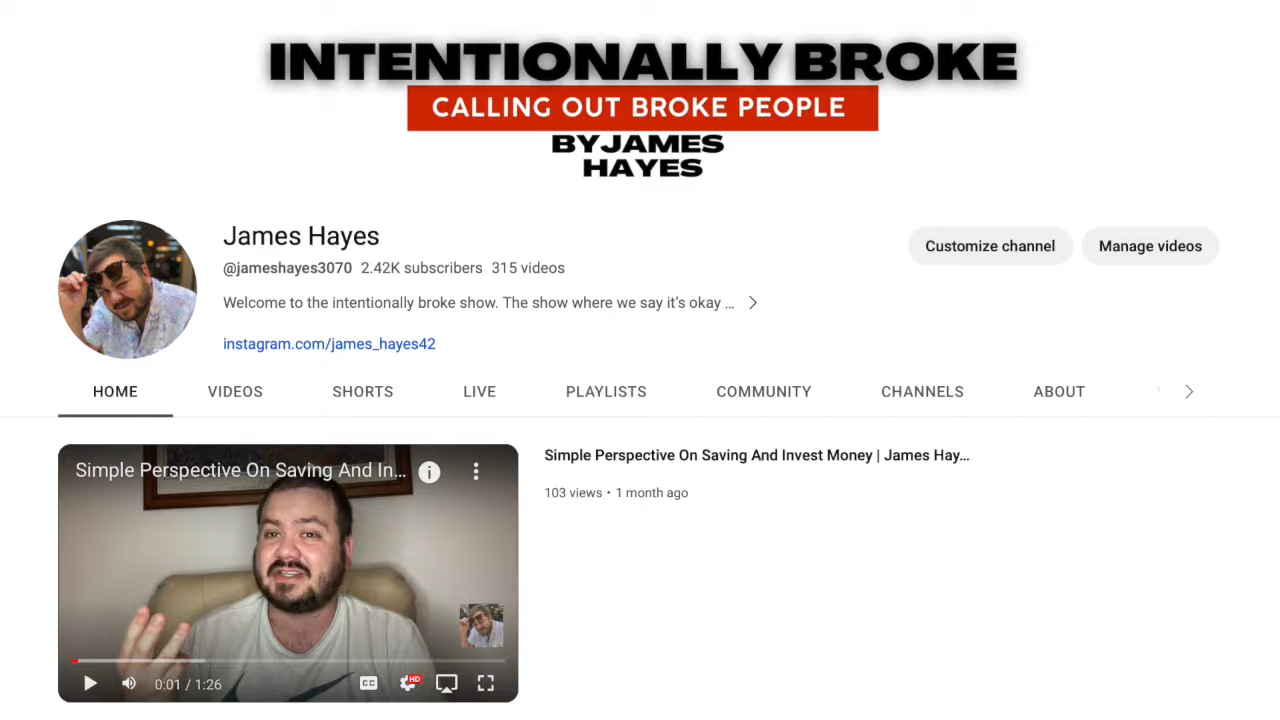 INTENTIONALLY BROKE
CALLING OUT BROKE PEOPLE
BYJAMES
HAYES
James Hayes
@jameshayes3070 2.42K subscribers 315 videos
Customize channel
Manage videos
Welcome to the intentionally broke show. The show where we say it's okay ...
instagram.com/james_hayes42
HOME VIDEOS SHORTS LIVE PLAYLISTS COMMUNITY CHANNELS ABOUT
Simple Perspective On Saving And In...
0:01 / 1:26
CC
HD
Simple Perspective On Saving And Invest Money | James Hay...
103 views • 1 month ago